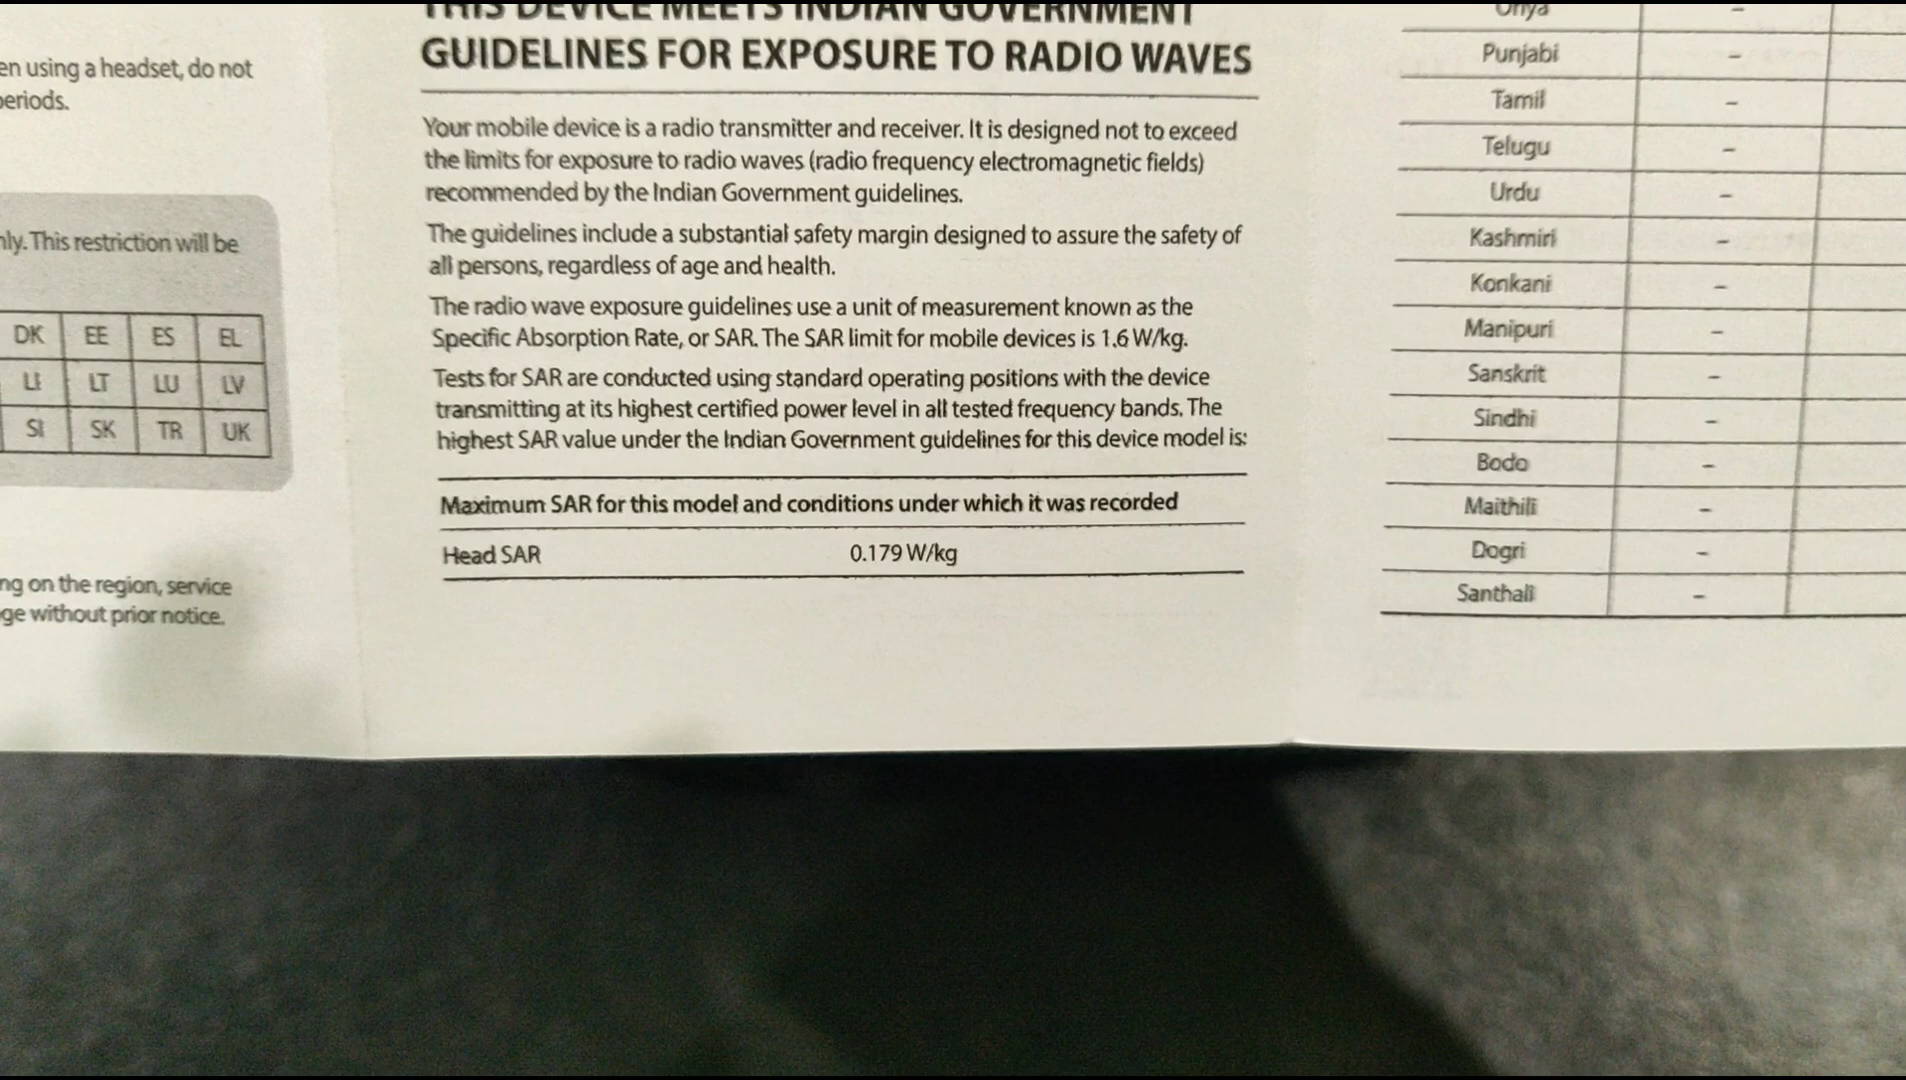 en using a headset, do not
periods.
nly. This restriction will be
DK EE ES EL
LI LT LU LV
SI SK TR UK
ng on the region, service
ge without prior notice.
THIS DEVICE MEETS INDIAN GOVERNMENT
GUIDELINES FOR EXPOSURE TO RADIO WAVES
Your mobile device is a radio transmitter and receiver. It is designed not to exceed
the limits for exposure to radio waves (radio frequency electromagnetic fields)
recommended by the Indian Government guidelines.
The guidelines include a substantial safety margin designed to assure the safety of
all persons, regardless of age and health.
The radio wave exposure guidelines use a unit of measurement known as the
Specific Absorption Rate, or SAR. The SAR limit for mobile devices is 1.6 W/kg.
Tests for SAR are conducted using standard operating positions with the device
transmitting at its highest certified power level in all tested frequency bands. The
highest SAR value under the Indian Government guidelines for this device model is:
Maximum SAR for this model and conditions under which it was recorded
Head SAR 0.179 W/kg
Oriya –
Punjabi –
Tamil –
Telugu –
Urdu –
Kashmiri –
Konkani –
Manipuri –
Sanskrit –
Sindhi –
Bodo –
Maithili –
Dogri –
Santhali –